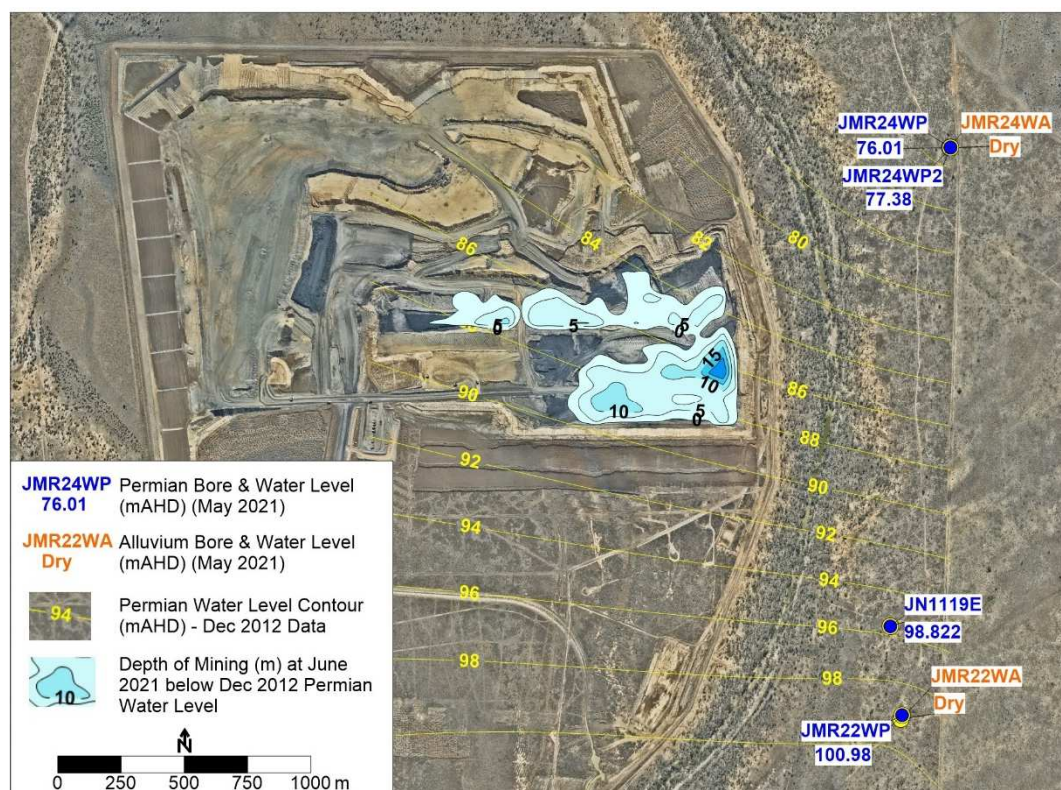 JMR24WP
76.01
JMR24WA
Dry
JMR24WP2
77.38
80
82
84
86
5
0
5
5
0
15
10
10
5
0
90
86
88
92
90
94
92
94
96
96
98
98
JN1119E
98.822
JMR22WA
Dry
JMR22WP
100.98
JMR24WP
76.01
Permian Bore & Water Level
(mAHD) (May 2021)
JMR22WA
Dry
Alluvium Bore & Water Level
(mAHD) (May 2021)
94
Permian Water Level Contour
(mAHD) - Dec 2012 Data
10
Depth of Mining (m) at June
2021 below Dec 2012 Permian
Water Level
N
0 250 500 750 1000 m